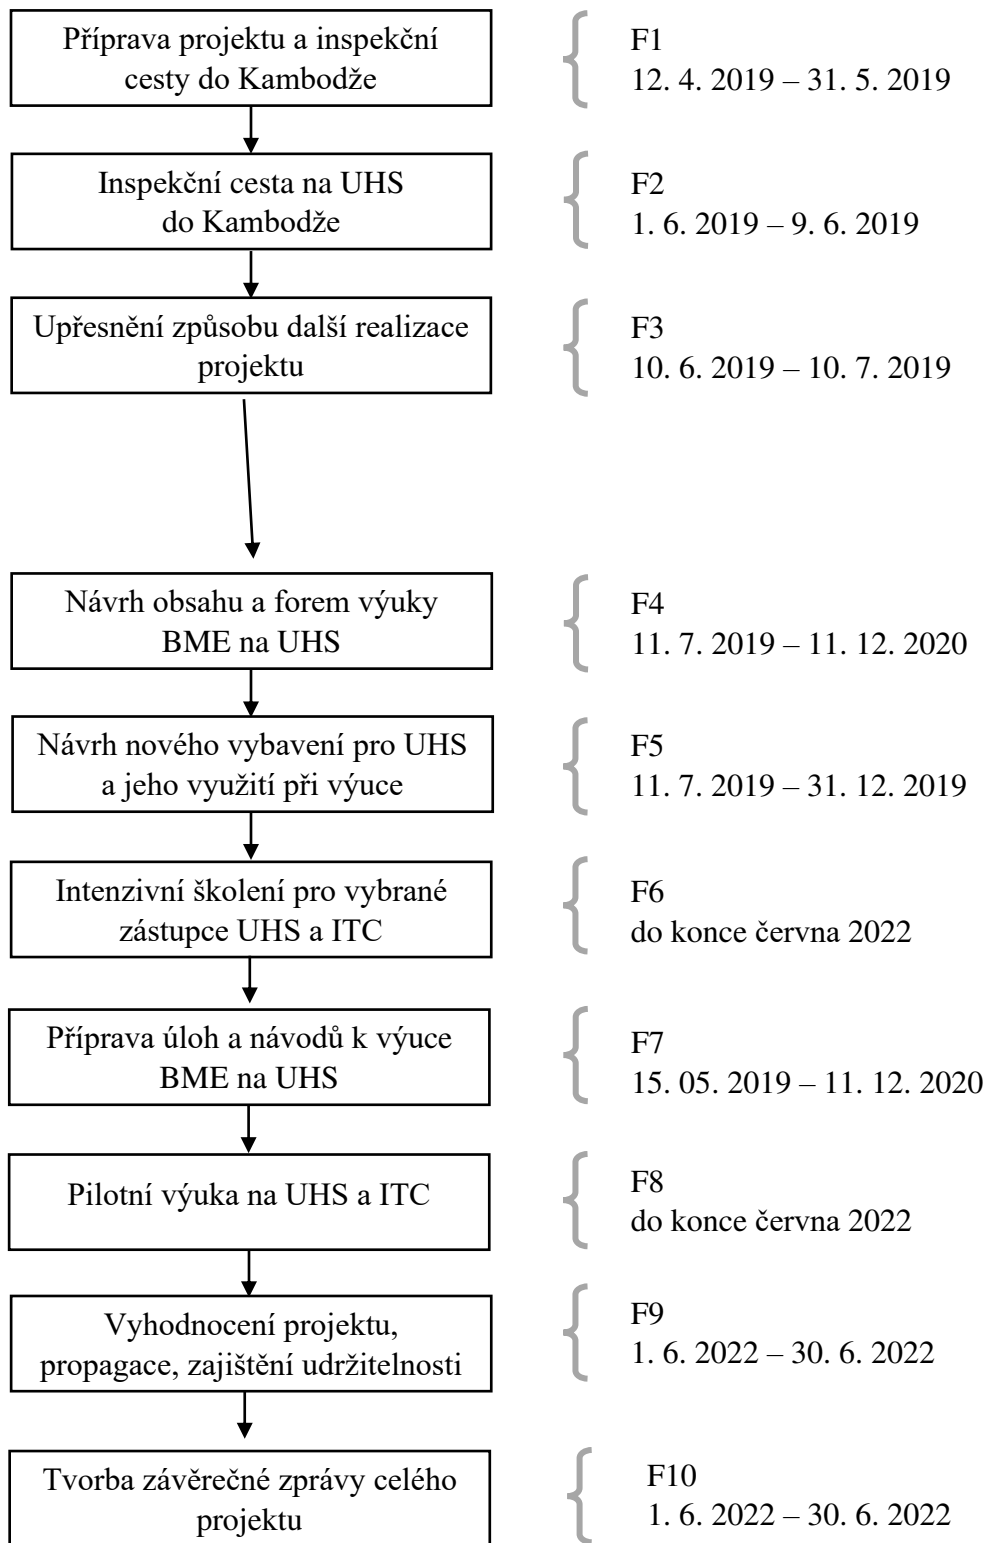 Příprava projektu a inspekční
cesty do Kambodže
F1
12. 4. 2019 – 31. 5. 2019
Inspekční cesta na UHS
do Kambodže
F2
1. 6. 2019 – 9. 6. 2019
Upřesnění způsobu další realizace
projektu
F3
10. 6. 2019 – 10. 7. 2019
Návrh obsahu a forem výuky
BME na UHS
F4
11. 7. 2019 – 11. 12. 2020
Návrh nového vybavení pro UHS
a jeho využití při výuce
F5
11. 7. 2019 – 31. 12. 2019
Intenzivní školení pro vybrané
zástupce UHS a ITC
F6
do konce června 2022
Příprava úloh a návodů k výuce
BME na UHS
F7
15. 05. 2019 – 11. 12. 2020
Pilotní výuka na UHS a ITC
F8
do konce června 2022
Vyhodnocení projektu,
propagace, zajištění udržitelnosti
F9
1. 6. 2022 – 30. 6. 2022
Tvorba závěrečné zprávy celého
projektu
F10
1. 6. 2022 – 30. 6. 2022